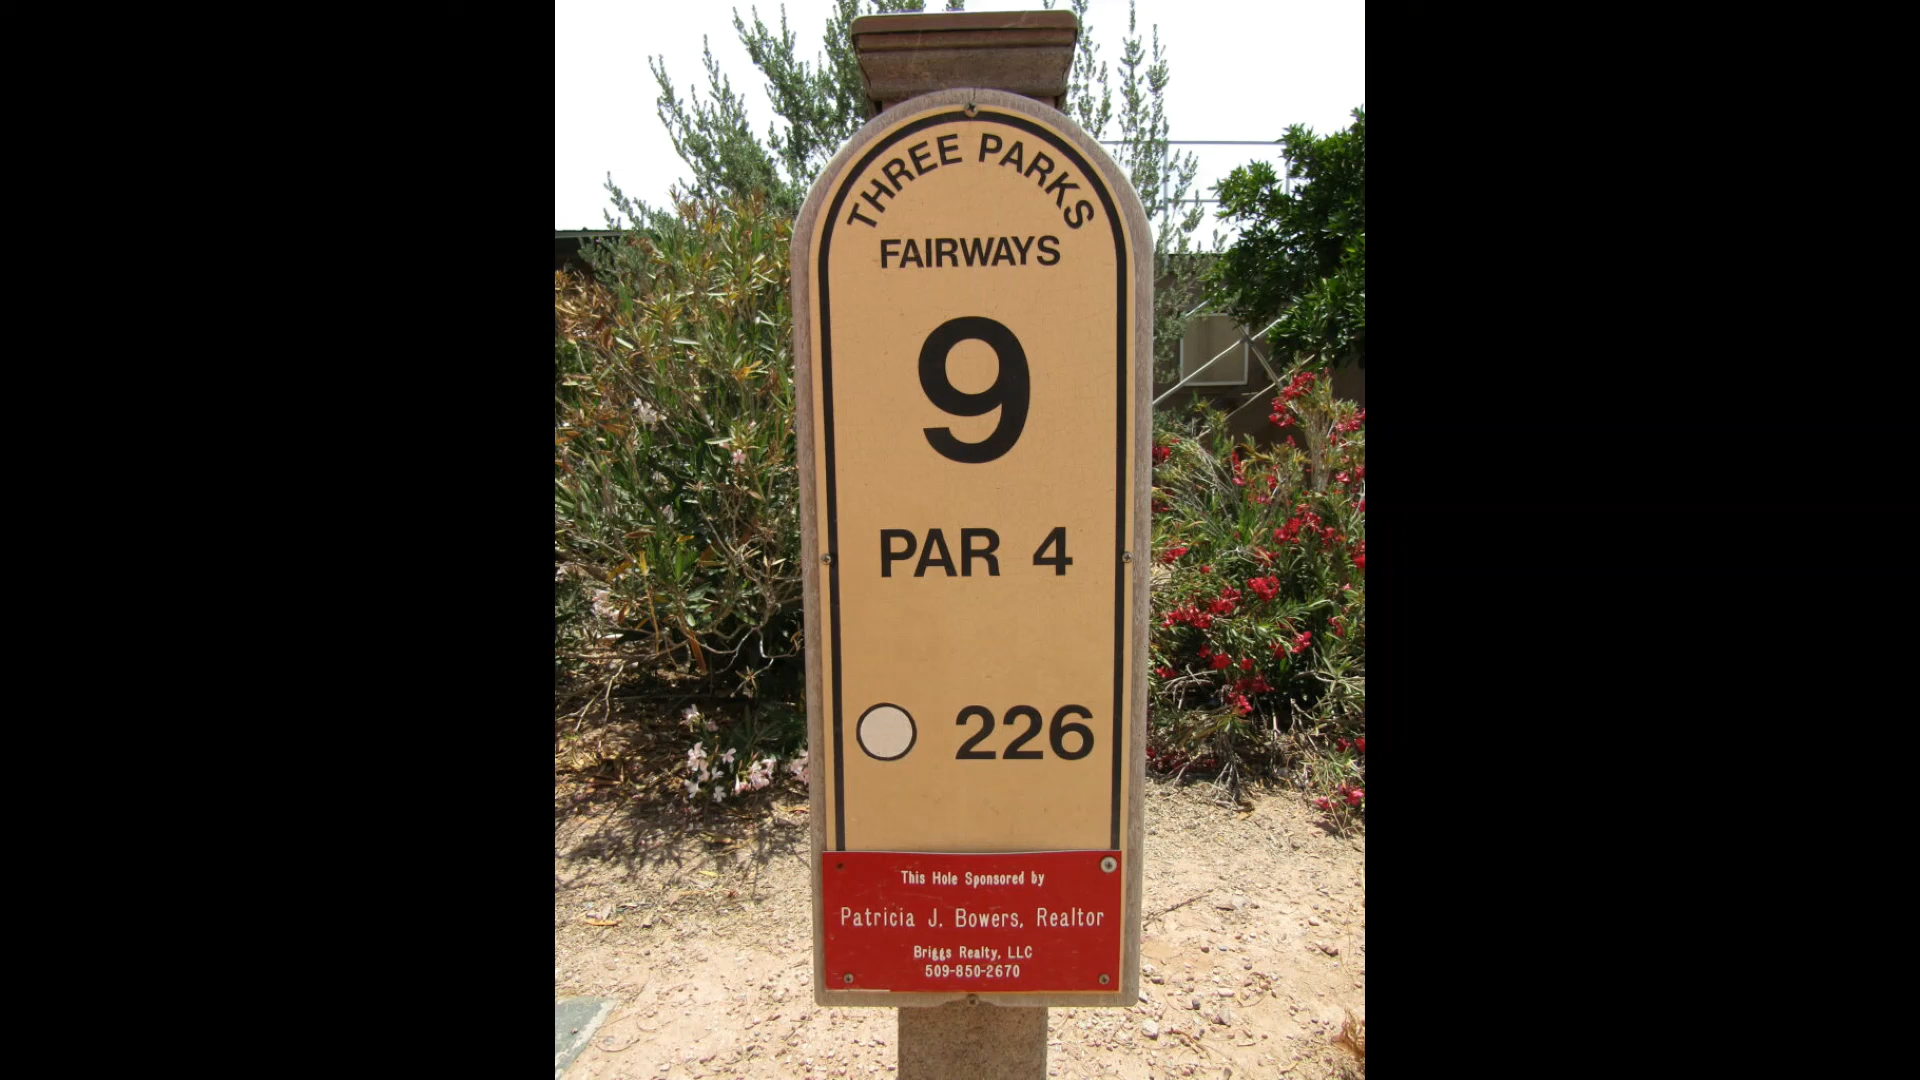 THREE PARKS
FAIRWAYS
9
PAR 4
226
This Hole Sponsored by
Patricia J. Bowers, Realtor
Briggs Realty, LLC
509-850-2670